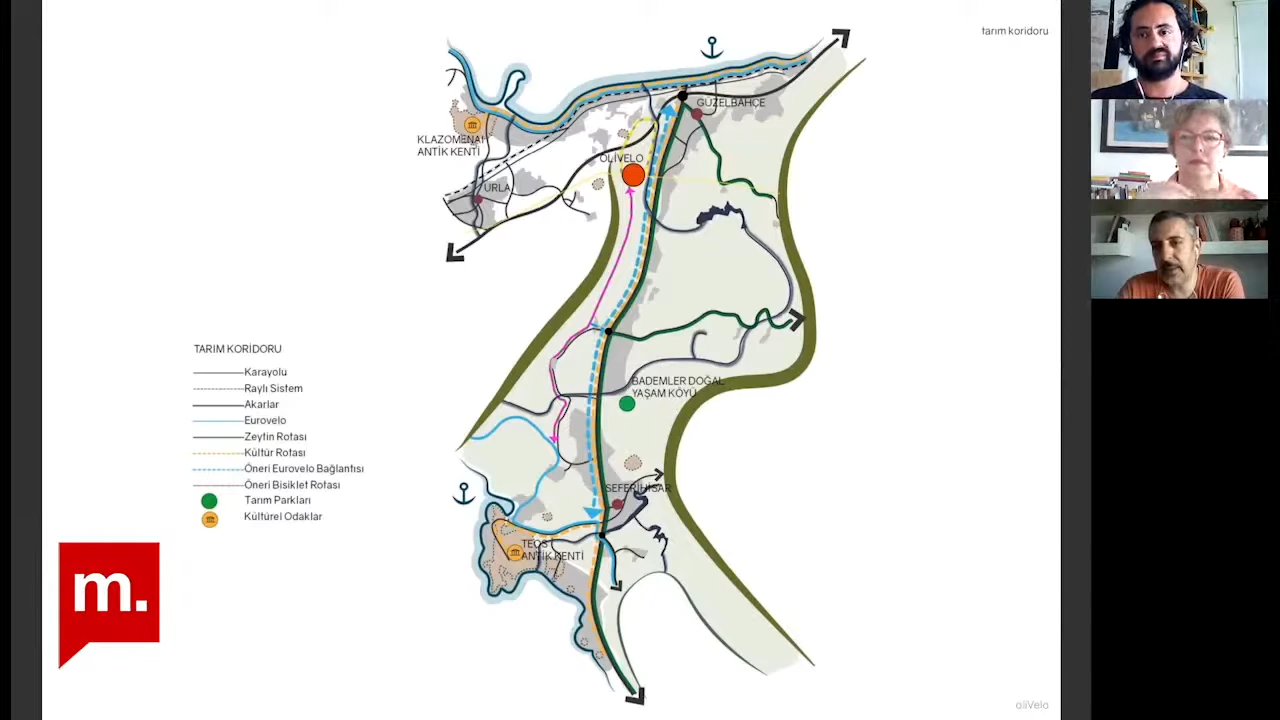 tarım koridoru
GÜZELBAHÇE
KLAZOMENAI
ANTİK KENTİ
OLİVELO
URLA
TARIM KORİDORU
Karayolu
Raylı Sistem
Akarlar
Eurovelo
Zeytin Rotası
Kültür Rotası
Öneri Eurovelo Bağlantısı
Öneri Bisiklet Rotası
Tarım Parkları
Kültürel Odaklar
BADEMLER DOĞAL
YAŞAM KÖYÜ
SEFERİHİSAR
TEOS
ANTİK KENTİ
m.
oliVelo